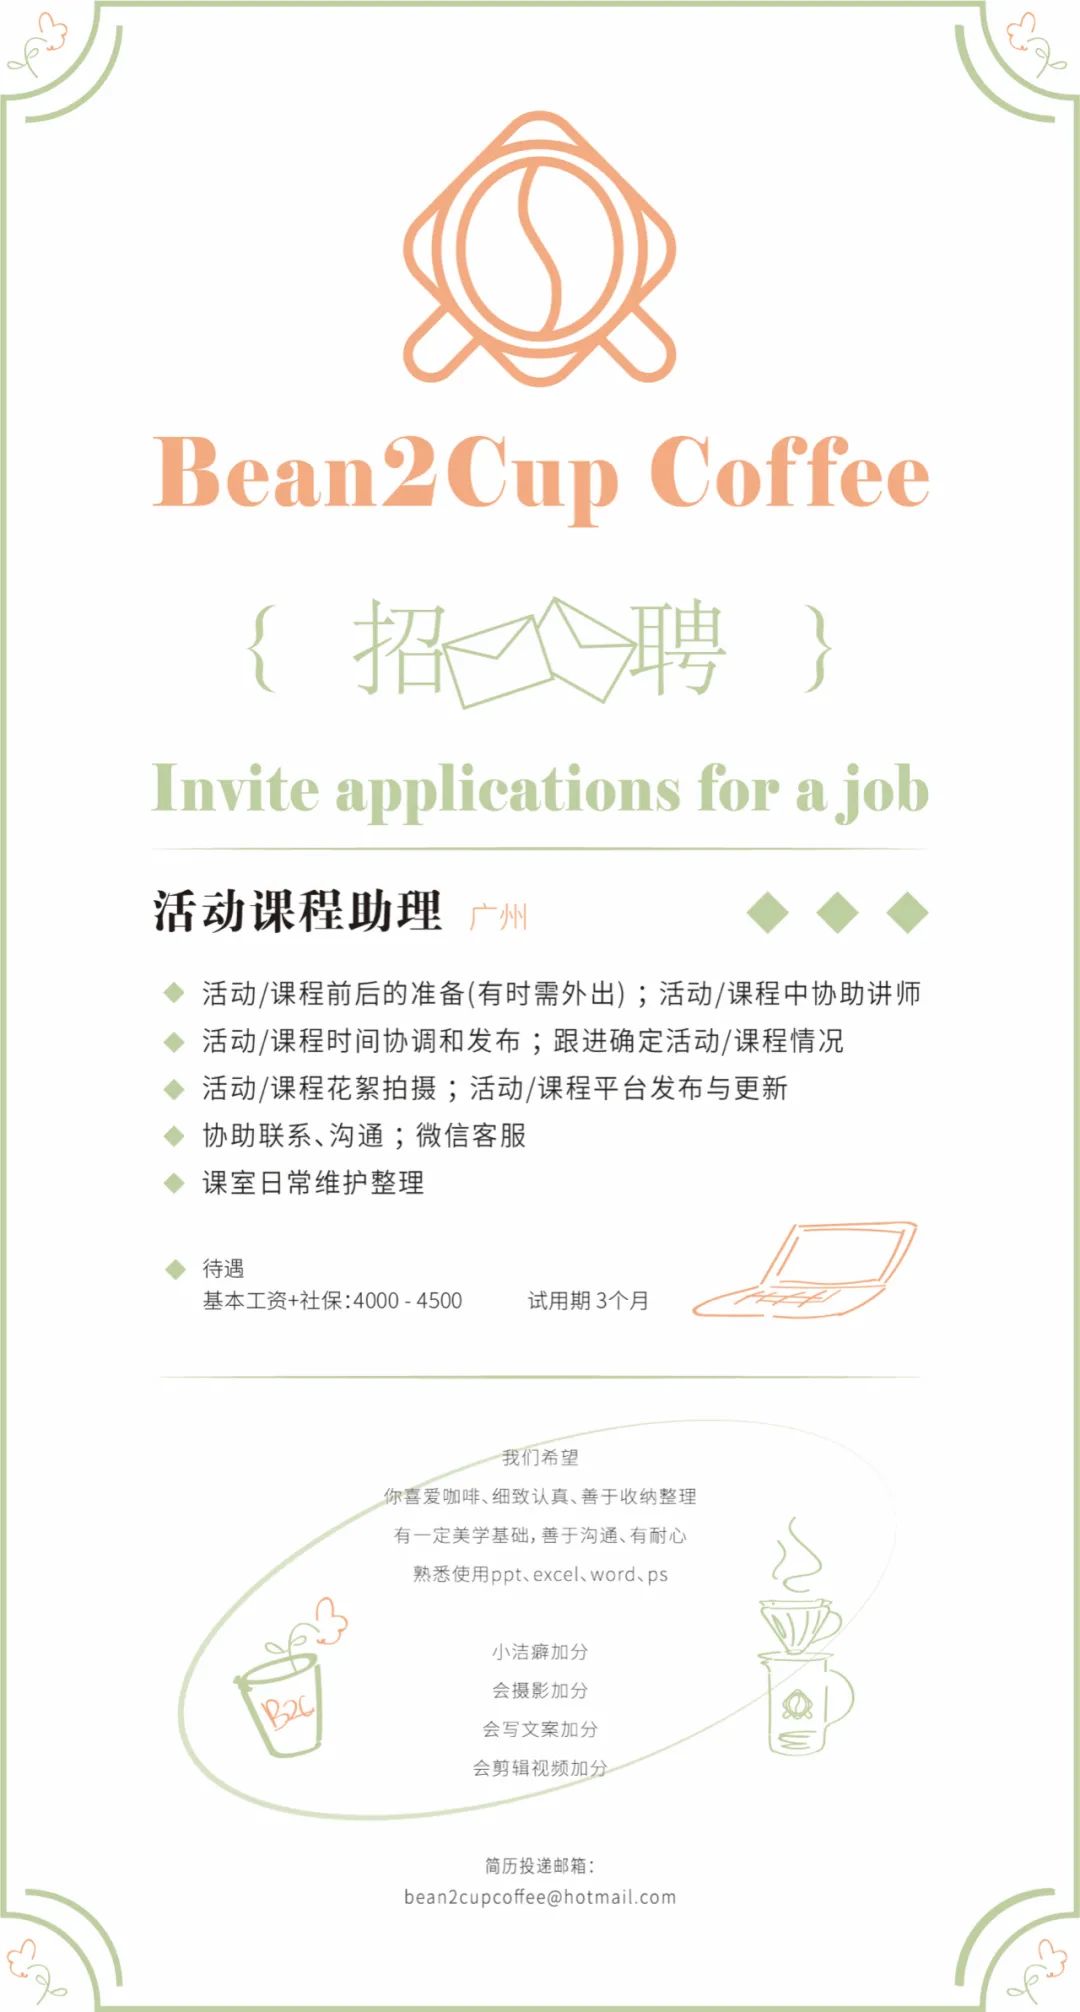 Bean2Cup Coffee
{ 招聘 }
Invite applications for a job
活动课程助理 广州
活动/课程前后的准备(有时需外出)；活动/课程中协助讲师
活动/课程时间协调和发布；跟进确定活动/课程情况
活动/课程花絮拍摄；活动/课程平台发布与更新
协助联系、沟通；微信客服
课室日常维护整理
待遇
基本工资+社保:4000 - 4500 试用期 3个月
我们希望
你喜爱咖啡、细致认真、善于收纳整理
有一定美学基础,善于沟通、有耐心
熟悉使用ppt、excel、word、ps
小洁癖加分
会摄影加分
会写文案加分
会剪辑视频加分
B2C
简历投递邮箱:
bean2cupcoffee@hotmail.com